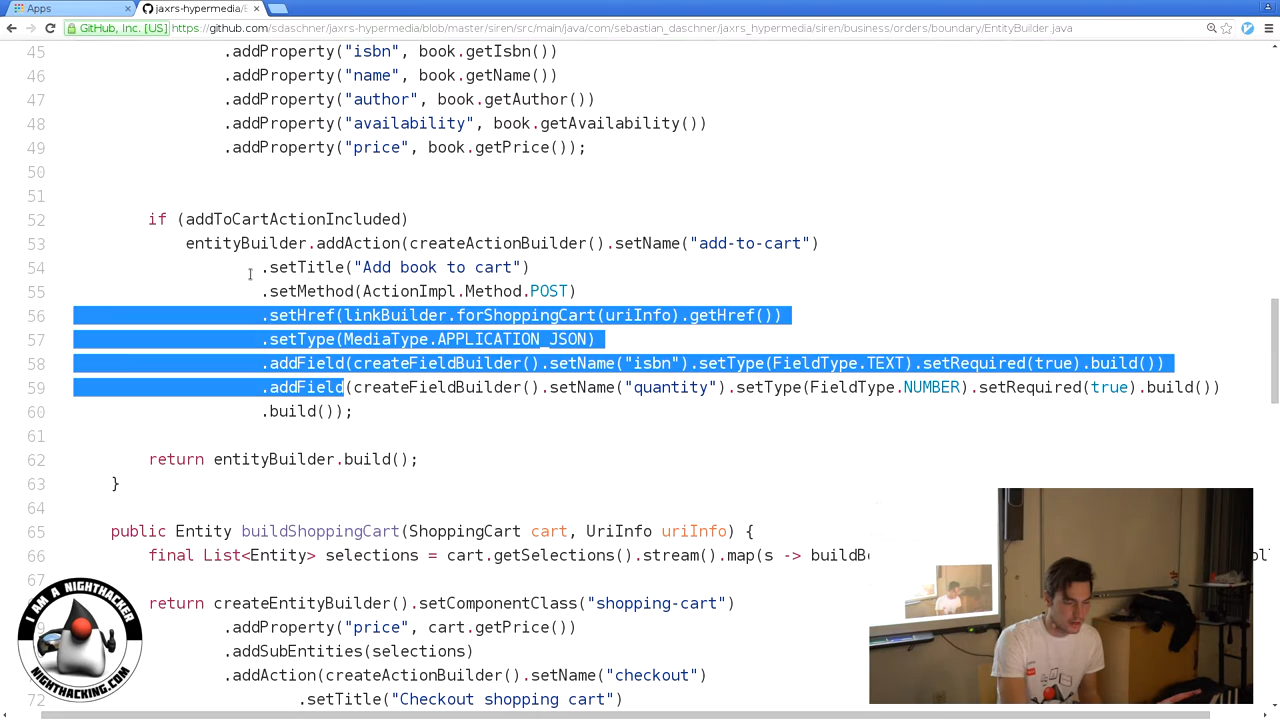 Apps
jaxrs-hypermedia/E
GitHub, Inc. [US] https://github.com/sdaschner/jaxrs-hypermedia/blob/master/siren/src/main/java/com/sebastian_daschner/jaxrs_hypermedia/siren/business/orders/boundary/EntityBuilder.java
45 .addProperty("isbn", book.getIsbn())
46 .addProperty("name", book.getName())
47 .addProperty("author", book.getAuthor())
48 .addProperty("availability", book.getAvailability())
49 .addProperty("price", book.getPrice());
50
51
52 if (addToCartActionIncluded)
53 entityBuilder.addAction(createActionBuilder().setName("add-to-cart")
54 .setTitle("Add book to cart")
55 .setMethod(ActionImpl.Method.POST)
56 .setHref(linkBuilder.forShoppingCart(uriInfo).getHref())
57 .setType(MediaType.APPLICATION_JSON)
58 .addField(createFieldBuilder().setName("isbn").setType(FieldType.TEXT).setRequired(true).build())
59 .addField(createFieldBuilder().setName("quantity").setType(FieldType.NUMBER).setRequired(true).build())
60 .build());
61
62 return entityBuilder.build();
63 }
64
65 public Entity buildShoppingCart(ShoppingCart cart, UriInfo uriInfo) {
66 final List<Entity> selections = cart.getSelections().stream().map(s -> buildBo
67
return createEntityBuilder().setComponentClass("shopping-cart")
.addProperty("price", cart.getPrice())
.addSubEntities(selections)
.addAction(createActionBuilder().setName("checkout")
72 .setTitle("Checkout shopping cart")
I AM A NIGHTHACKER
NIGHTHACKING.COM